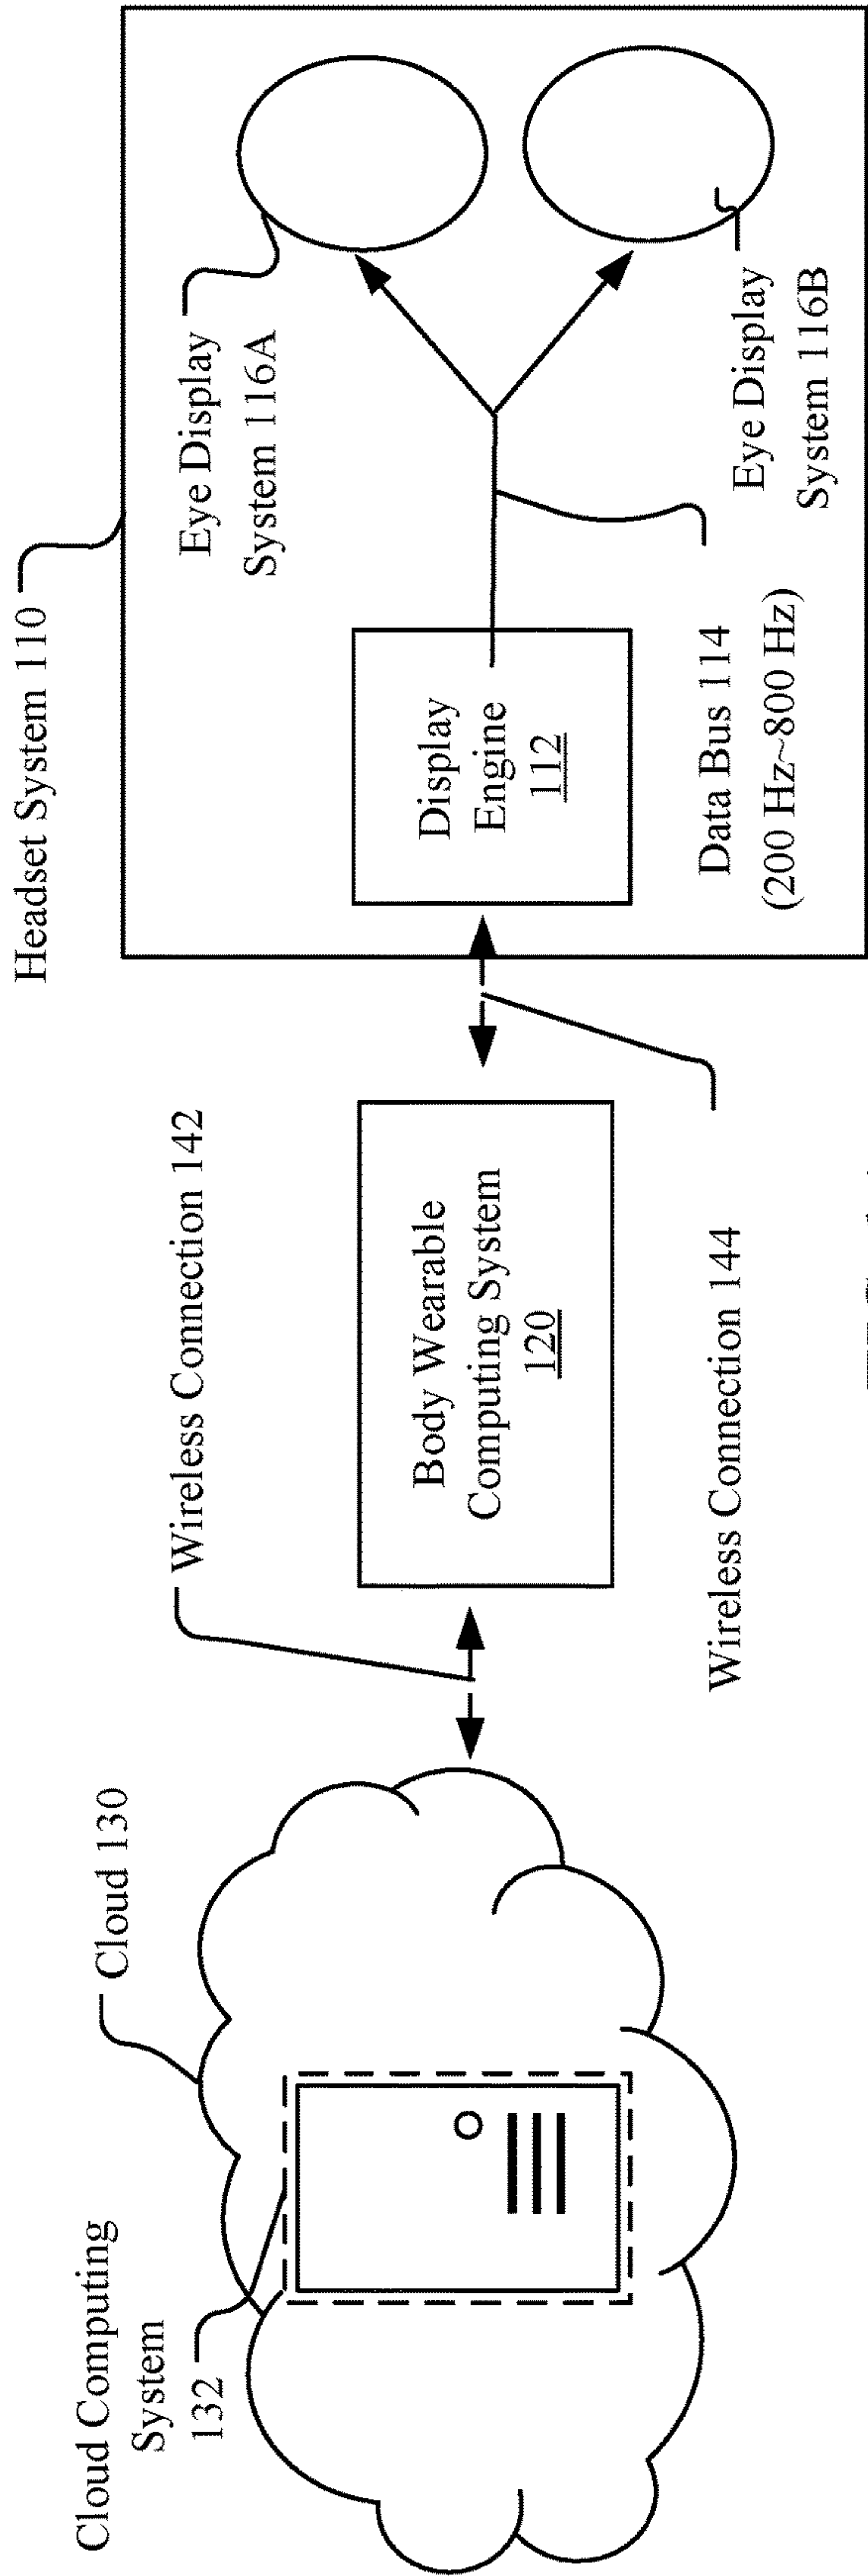 Cloud Computing
System
132
Cloud 130
Wireless Connection 142
Body Wearable
Computing System
120
Wireless Connection 144
Headset System 110
Display
Engine
112
Data Bus 114
(200 Hz~800 Hz)
Eye Display
System 116A
Eye Display
System 116B